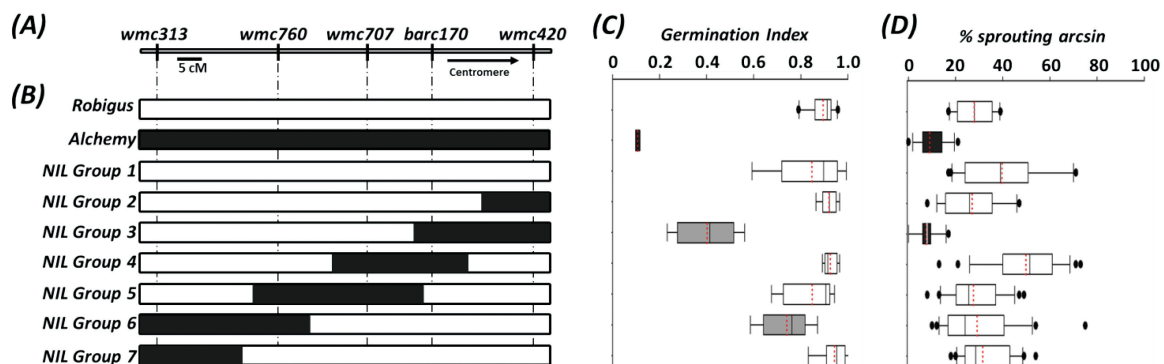 (A)
wmc313 wmc760 wmc707 barc170 wmc420
5 cM
Centromere
(B)
Robigus
Alchemy
NIL Group 1
NIL Group 2
NIL Group 3
NIL Group 4
NIL Group 5
NIL Group 6
NIL Group 7
(C) Germination Index
0 0.2 0.4 0.6 0.8 1.0
(D) % sprouting arcsin
0 20 40 60 80 100